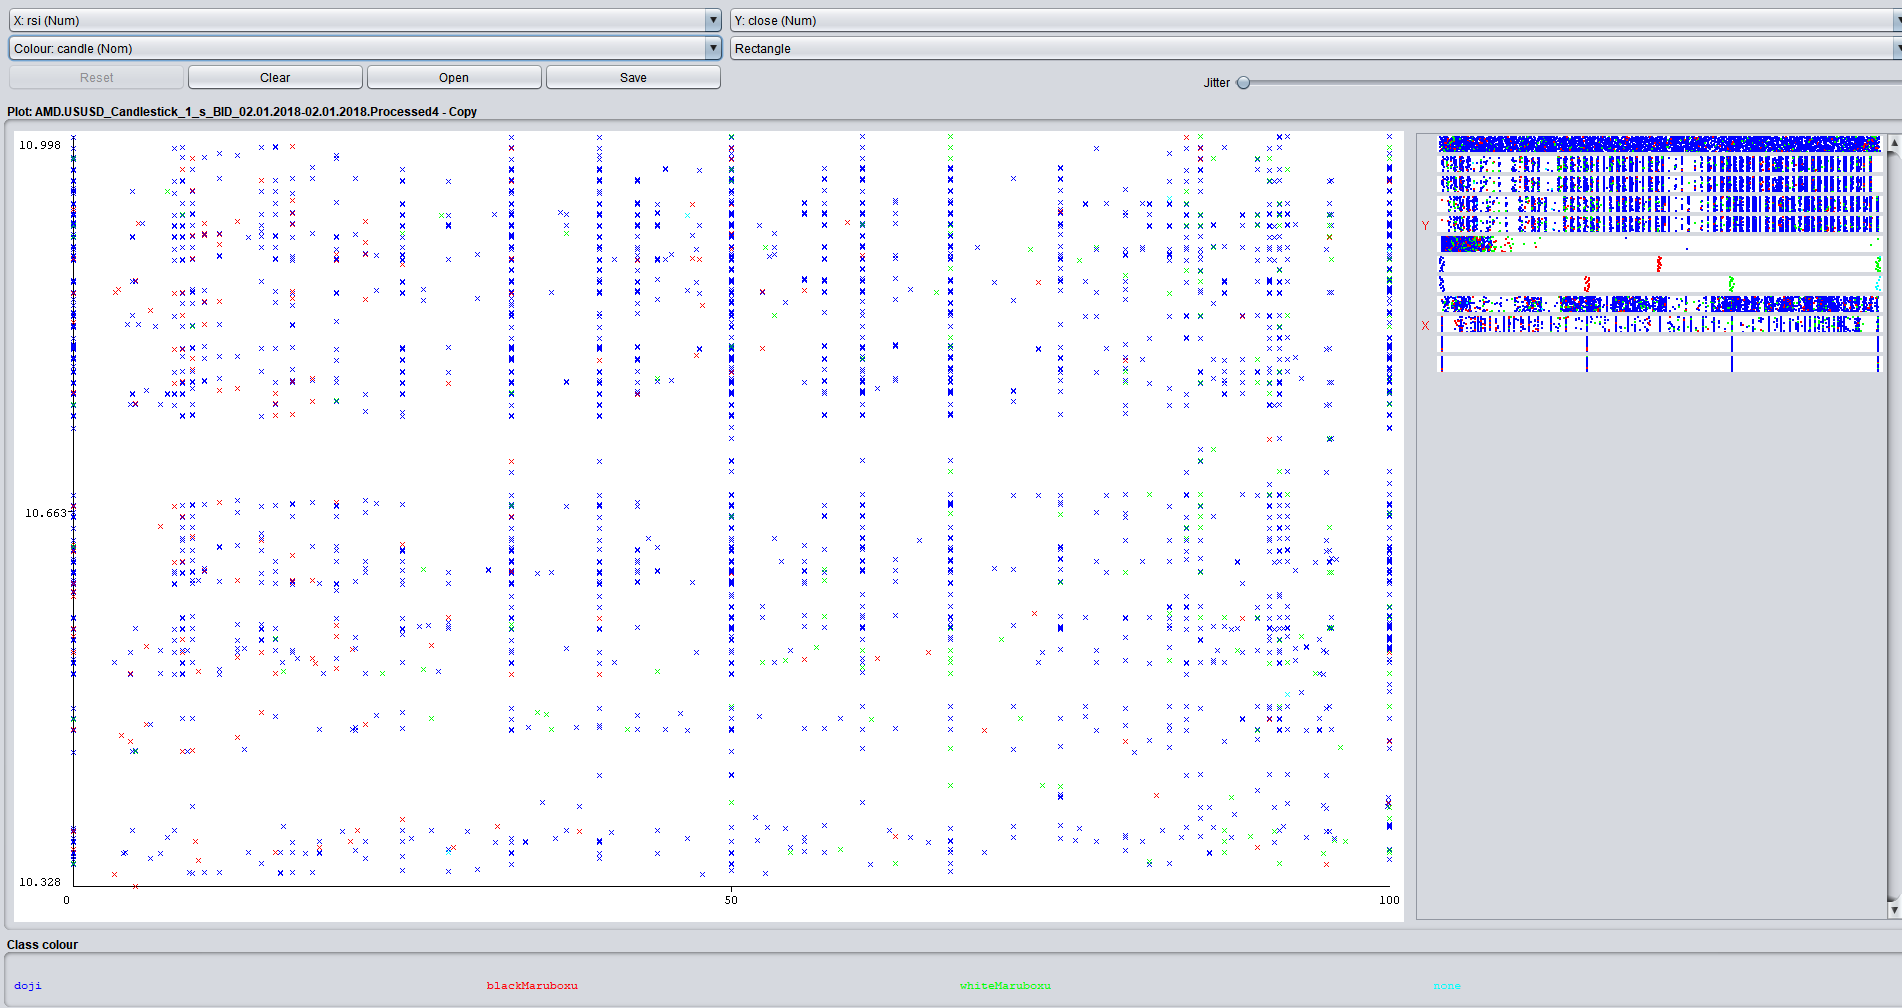 X: rsi (Num) Y: close (Num)
Colour: candle (Nom) Rectangle
Reset Clear Open Save Jitter
Plot: AMD.USUSD_Candlestick_1_s_BID_02.01.2018-02.01.2018.Processed4 - Copy
10.998
Y
X
10.663
10.328
0 50 100
Class colour
doji blackMaruboxu whiteMaruboxu none